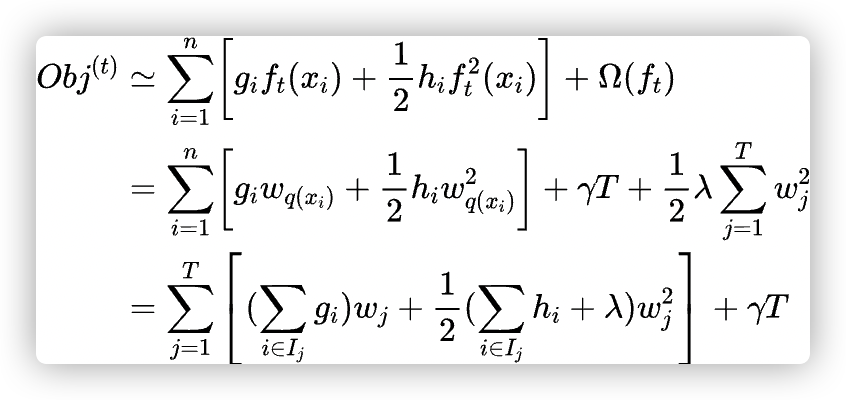 $Obj^{(t)} \simeq \sum_{i=1}^{n} \left[ g_i f_t(x_i) + \frac{1}{2} h_i f_t^2(x_i) \right] + \Omega(f_t)$
$= \sum_{i=1}^{n} \left[ g_i w_{q(x_i)} + \frac{1}{2} h_i w_{q(x_i)}^2 \right] + \gamma T + \frac{1}{2} \lambda \sum_{j=1}^{T} w_j^2$
$= \sum_{j=1}^{T} \left[ (\sum_{i \in I_j} g_i) w_j + \frac{1}{2} (\sum_{i \in I_j} h_i + \lambda) w_j^2 \right] + \gamma T$